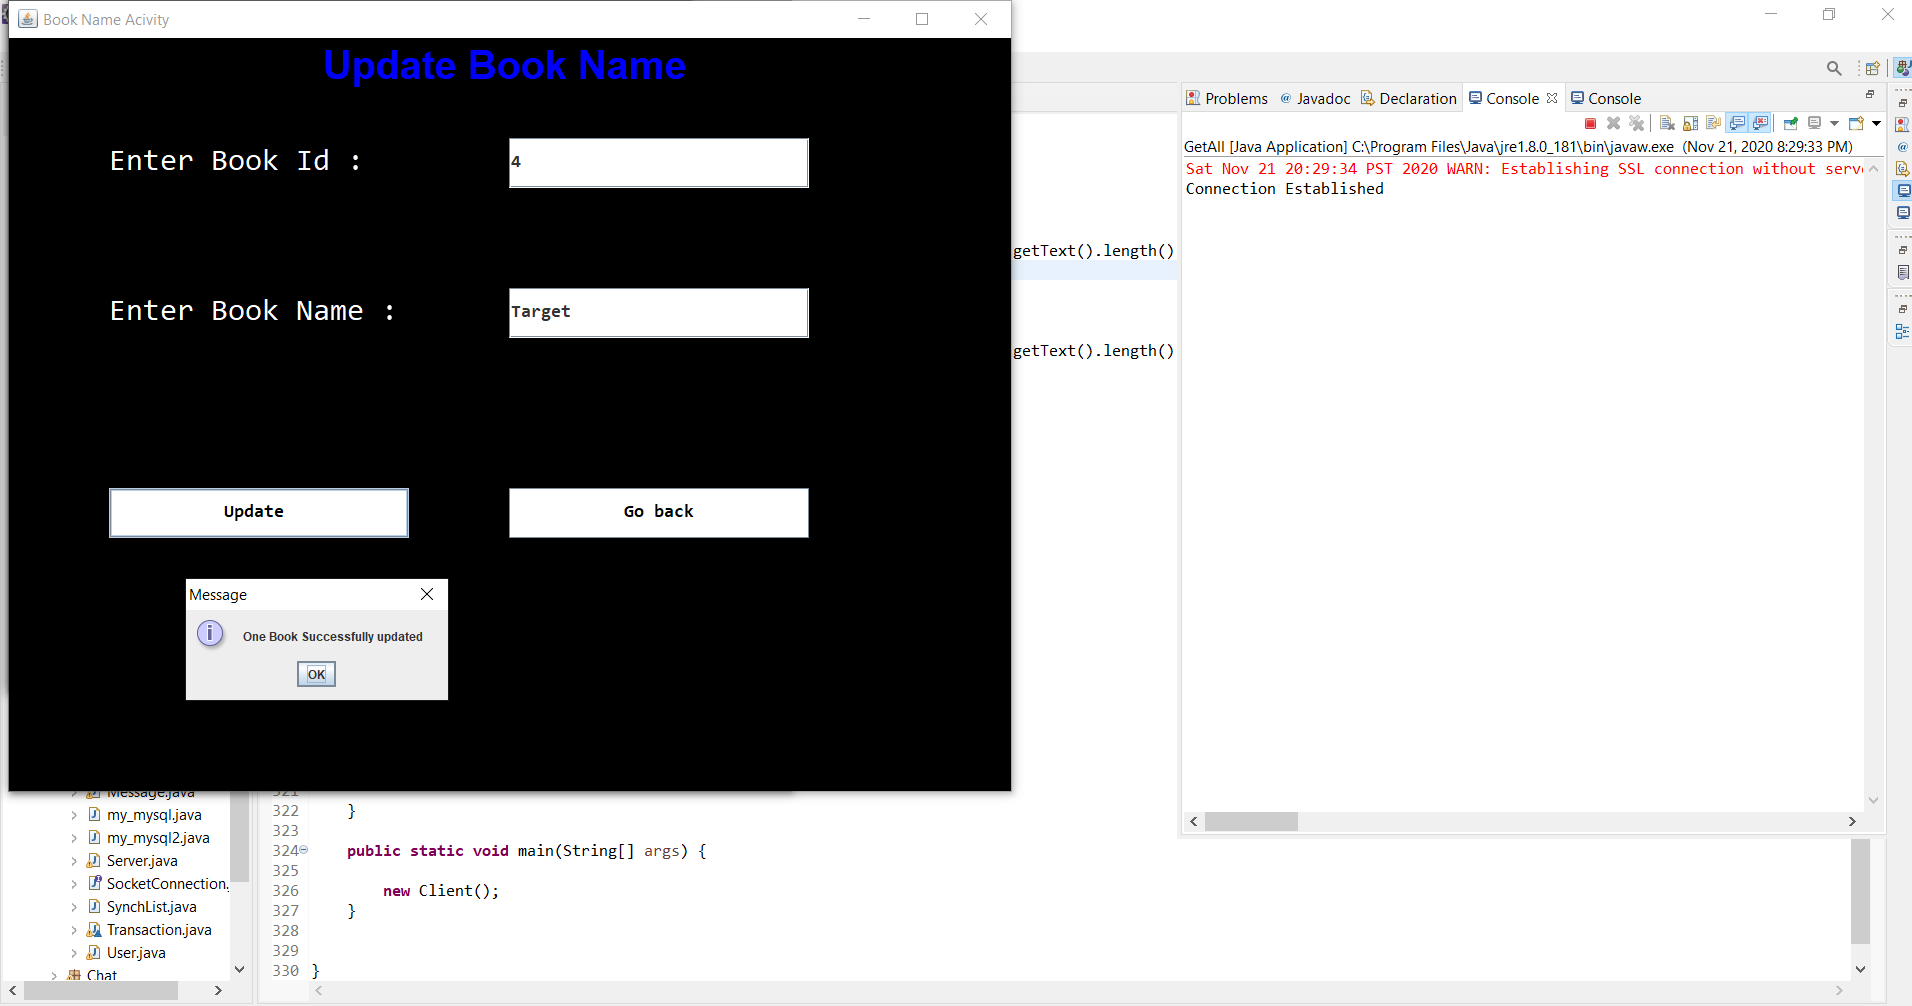 Book Name Acivity
Update Book Name
Enter Book Id :
4
Enter Book Name :
Target
Update
Go back
Message
One Book Successfully updated
OK
getText().length()
getText().length()
Problems
@ Javadoc
Declaration
Console
Console
GetAll [Java Application] C:\Program Files\Java\jre1.8.0_181\bin\javaw.exe (Nov 21, 2020 8:29:33 PM)
Sat Nov 21 20:29:34 PST 2020 WARN: Establishing SSL connection without serve
Connection Established
Message.java
my_mysql.java
my_mysql2.java
Server.java
SocketConnection.
SynchList.java
Transaction.java
User.java
Chat
321
322 }
323
324 public static void main(String[] args) {
325
326 new Client();
327 }
328
329
330 }